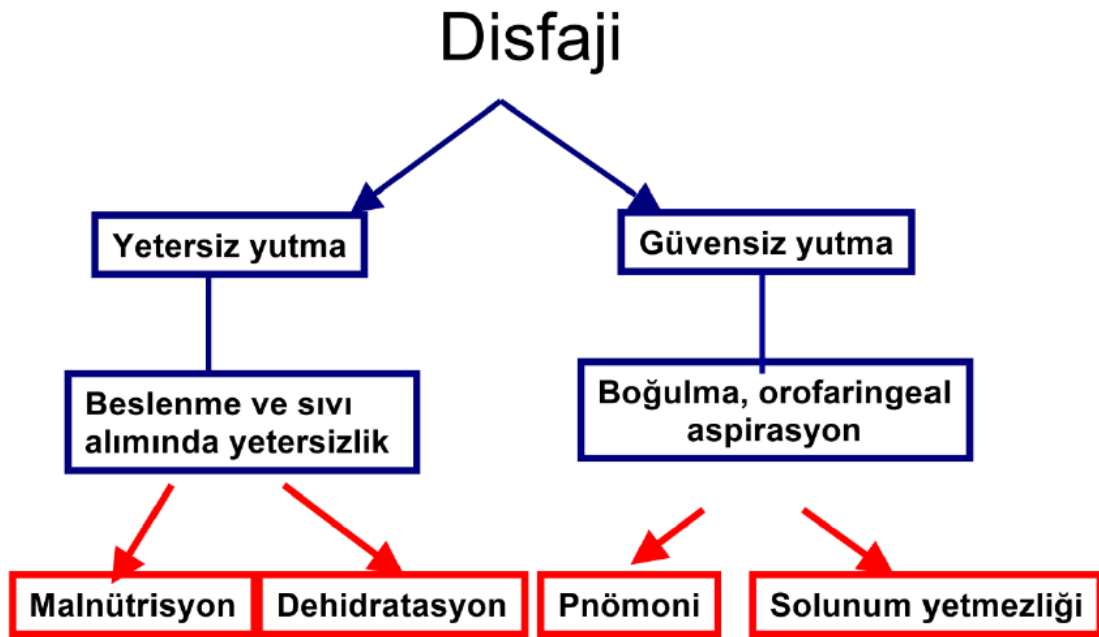 Disfaji
Yetersiz yutma
Güvensiz yutma
Beslenme ve sıvı
alımında yetersizlik
Boğulma, orofaringeal
aspirasyon
Malnütrisyon
Dehidratasyon
Pnömoni
Solunum yetmezliği